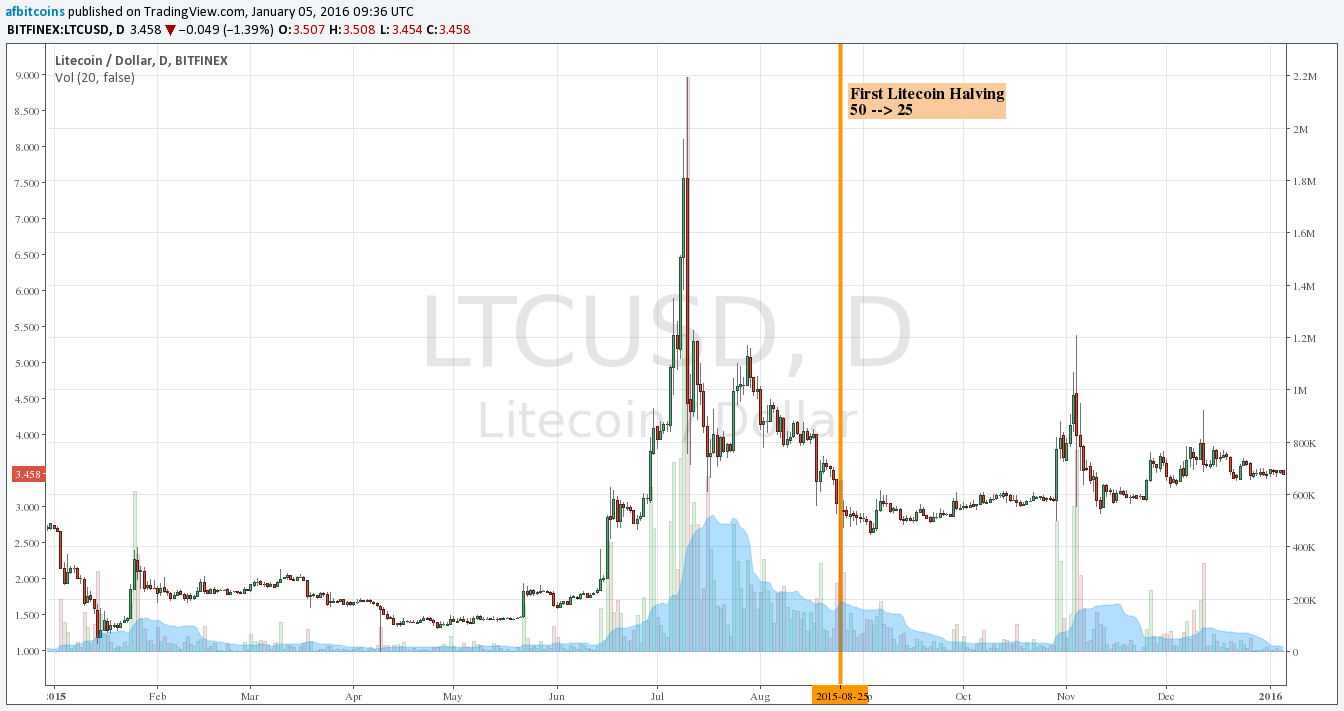 afbitcoins published on TradingView.com, January 05, 2016 09:36 UTC
BITFINEX:LTCUSD, D 3.458 ▼ −0.049 (−1.39%) O:3.507 H:3.508 L:3.454 C:3.458
Litecoin / Dollar, D, BITFINEX
Vol (20, false)
First Litecoin Halving
50 --> 25
LTCUSD, D
Litecoin / Dollar
9.000
8.500
8.000
7.500
7.000
6.500
6.000
5.500
5.000
4.500
4.000
3.458
3.000
2.500
2.000
1.500
1.000
2.2M
2M
1.8M
1.6M
1.4M
1.2M
1M
800K
600K
400K
200K
0
2015 Feb Mar Apr May Jun Jul Aug 2015-08-25 Oct Nov Dec 2016